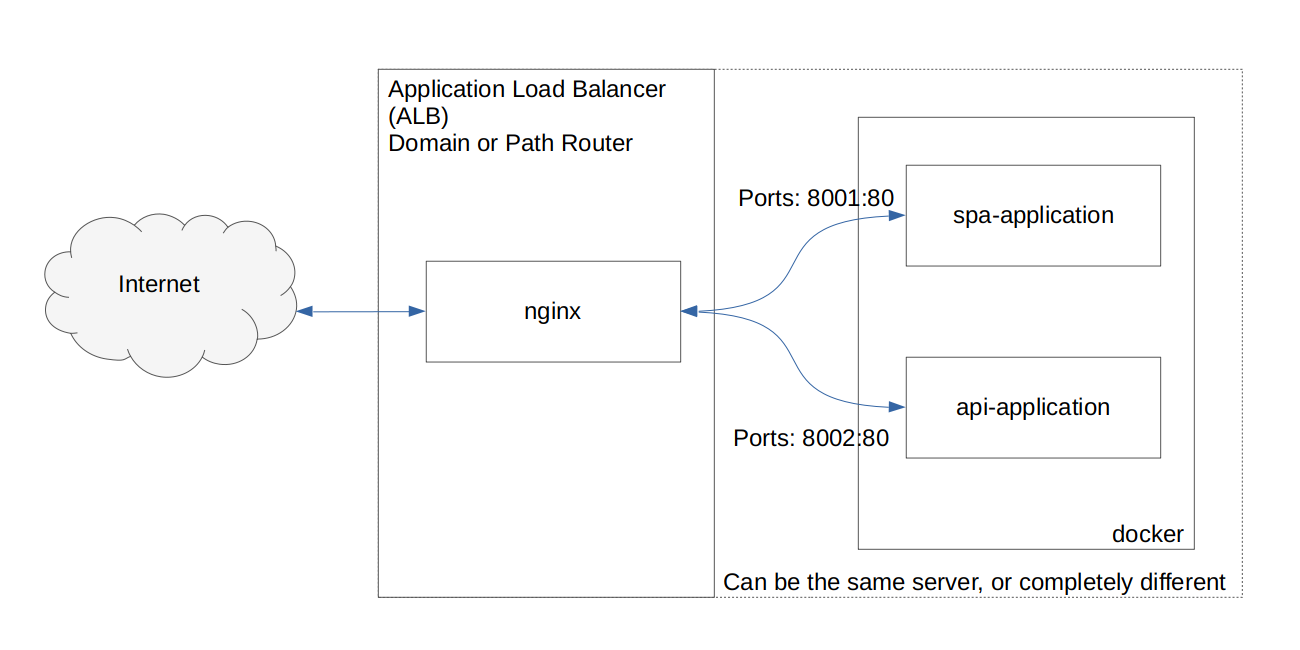 Application Load Balancer
(ALB)
Domain or Path Router
Ports: 8001:80
spa-application
Internet
nginx
api-application
Ports: 8002:80
docker
Can be the same server, or completely different